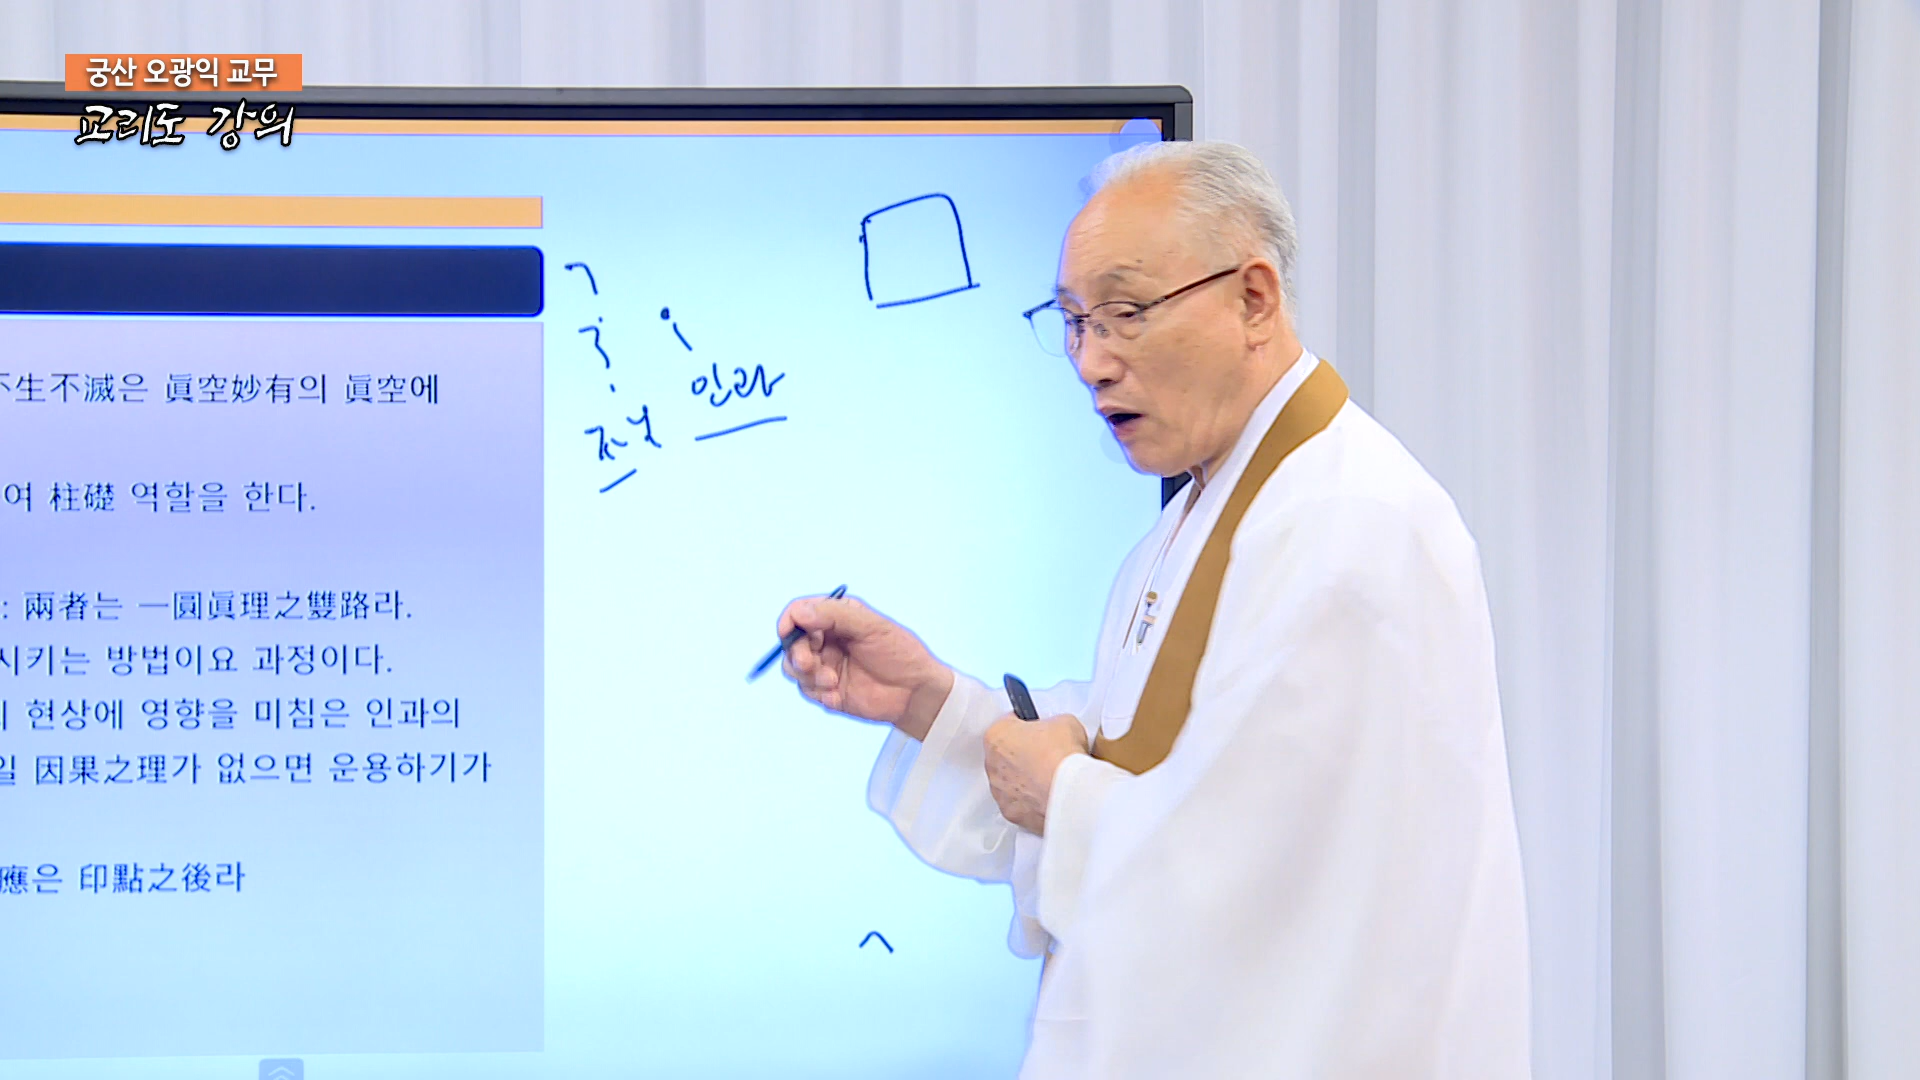 궁산 오광익 교무
교리도 강의
不生不滅은 眞空妙有의 眞空에
여 柱礎 역할을 한다.
: 兩者는 一圓眞理之雙路라.
시키는 방법이요 과정이다.
현상에 영향을 미침은 인과의
일 因果之理가 없으면 운용하기가
應은 印點之後라
인과